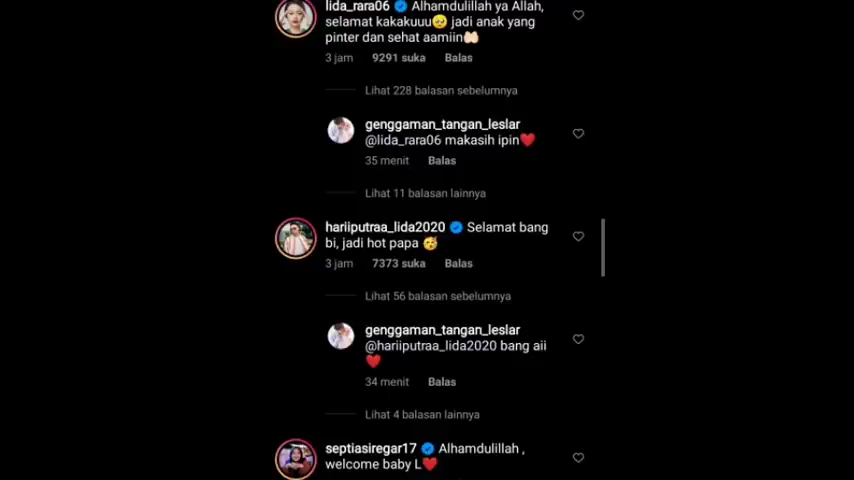 lida_rara06 Alhamdulillah ya Allah,
selamat kakakuuu🥺 jadi anak yang
pinter dan sehat aamiin🤲🏻
3 jam 9291 suka Balas
Lihat 228 balasan sebelumnya
genggaman_tangan_leslar
@lida_rara06 makasih ipin❤️
35 menit Balas
Lihat 11 balasan lainnya
hariiputraa_lida2020 Selamat bang
bi, jadi hot papa 🥳
3 jam 7373 suka Balas
Lihat 56 balasan sebelumnya
genggaman_tangan_leslar
@hariiputraa_lida2020 bang aii
❤️
34 menit Balas
Lihat 4 balasan lainnya
septiasiregar17 Alhamdulillah ,
welcome baby L❤️